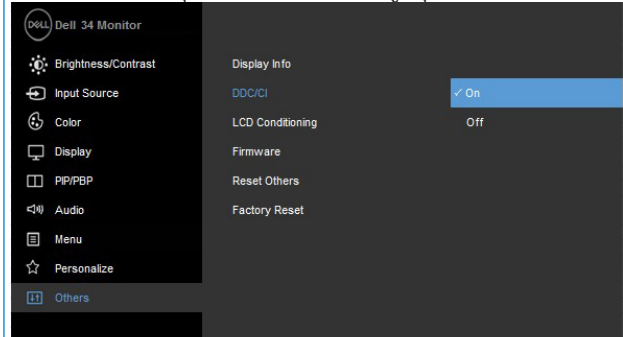 DELL Dell 34 Monitor
Brightness/Contrast
Input Source
Color
Display
PIP/PBP
Audio
Menu
Personalize
Others
Display Info
DDC/CI
LCD Conditioning
Firmware
Reset Others
Factory Reset
✓ On
Off